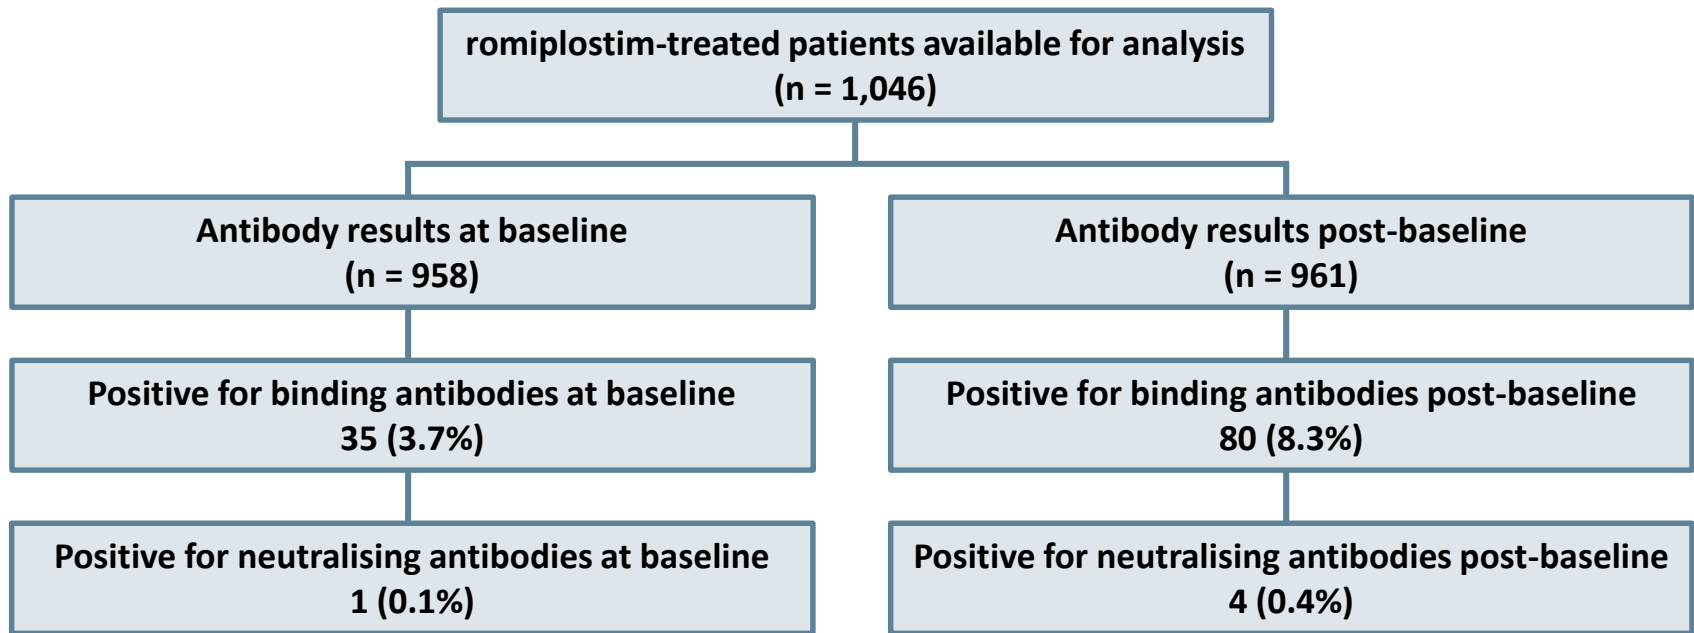 romiplostim-treated patients available for analysis
(n = 1,046)
Antibody results at baseline
(n = 958)
Antibody results post-baseline
(n = 961)
Positive for binding antibodies at baseline
35 (3.7%)
Positive for binding antibodies post-baseline
80 (8.3%)
Positive for neutralising antibodies at baseline
1 (0.1%)
Positive for neutralising antibodies post-baseline
4 (0.4%)